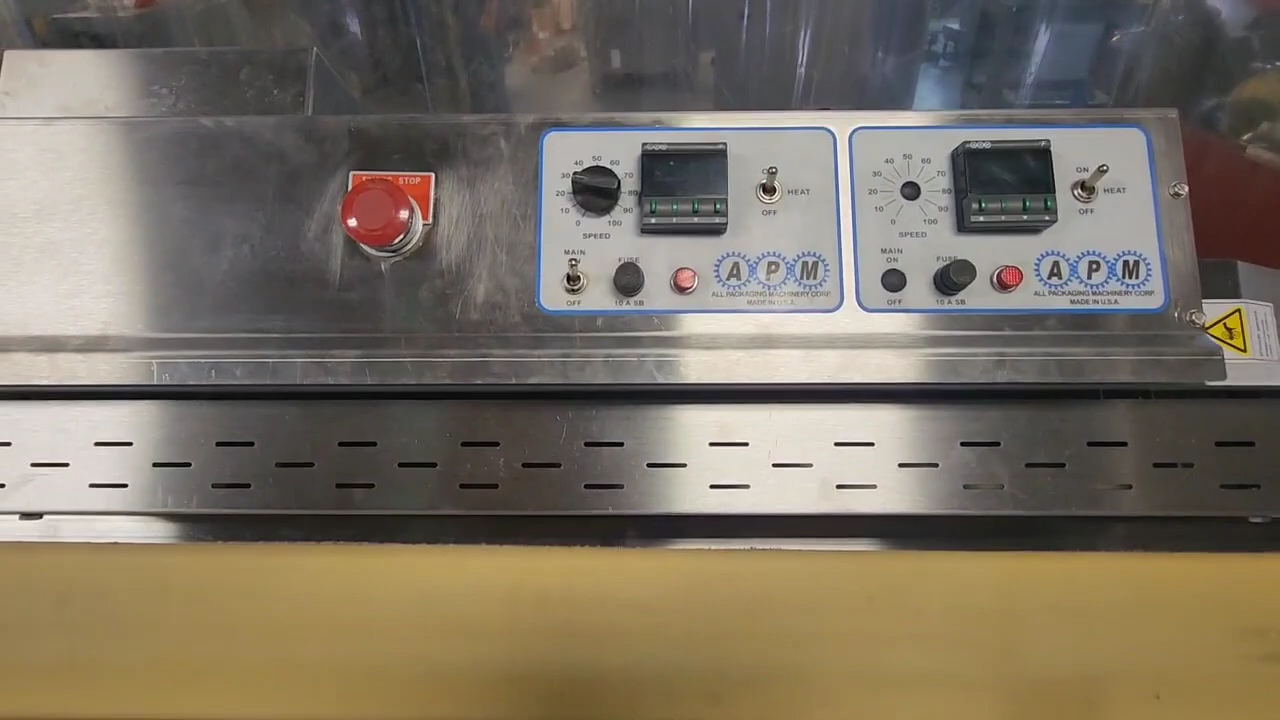 STOP
40 50 60
30 70
20 80
10 90
0 100
SPEED
HEAT
OFF
MAIN
OFF
FUSE
10 A SB
APM
ALL PACKAGING MACHINERY CORP.
MADE IN U.S.A.
40 50 60
30 70
20 80
10 90
0 100
SPEED
ON
HEAT
OFF
MAIN
ON
OFF
FUSE
10 A SB
APM
ALL PACKAGING MACHINERY CORP.
MADE IN U.S.A.